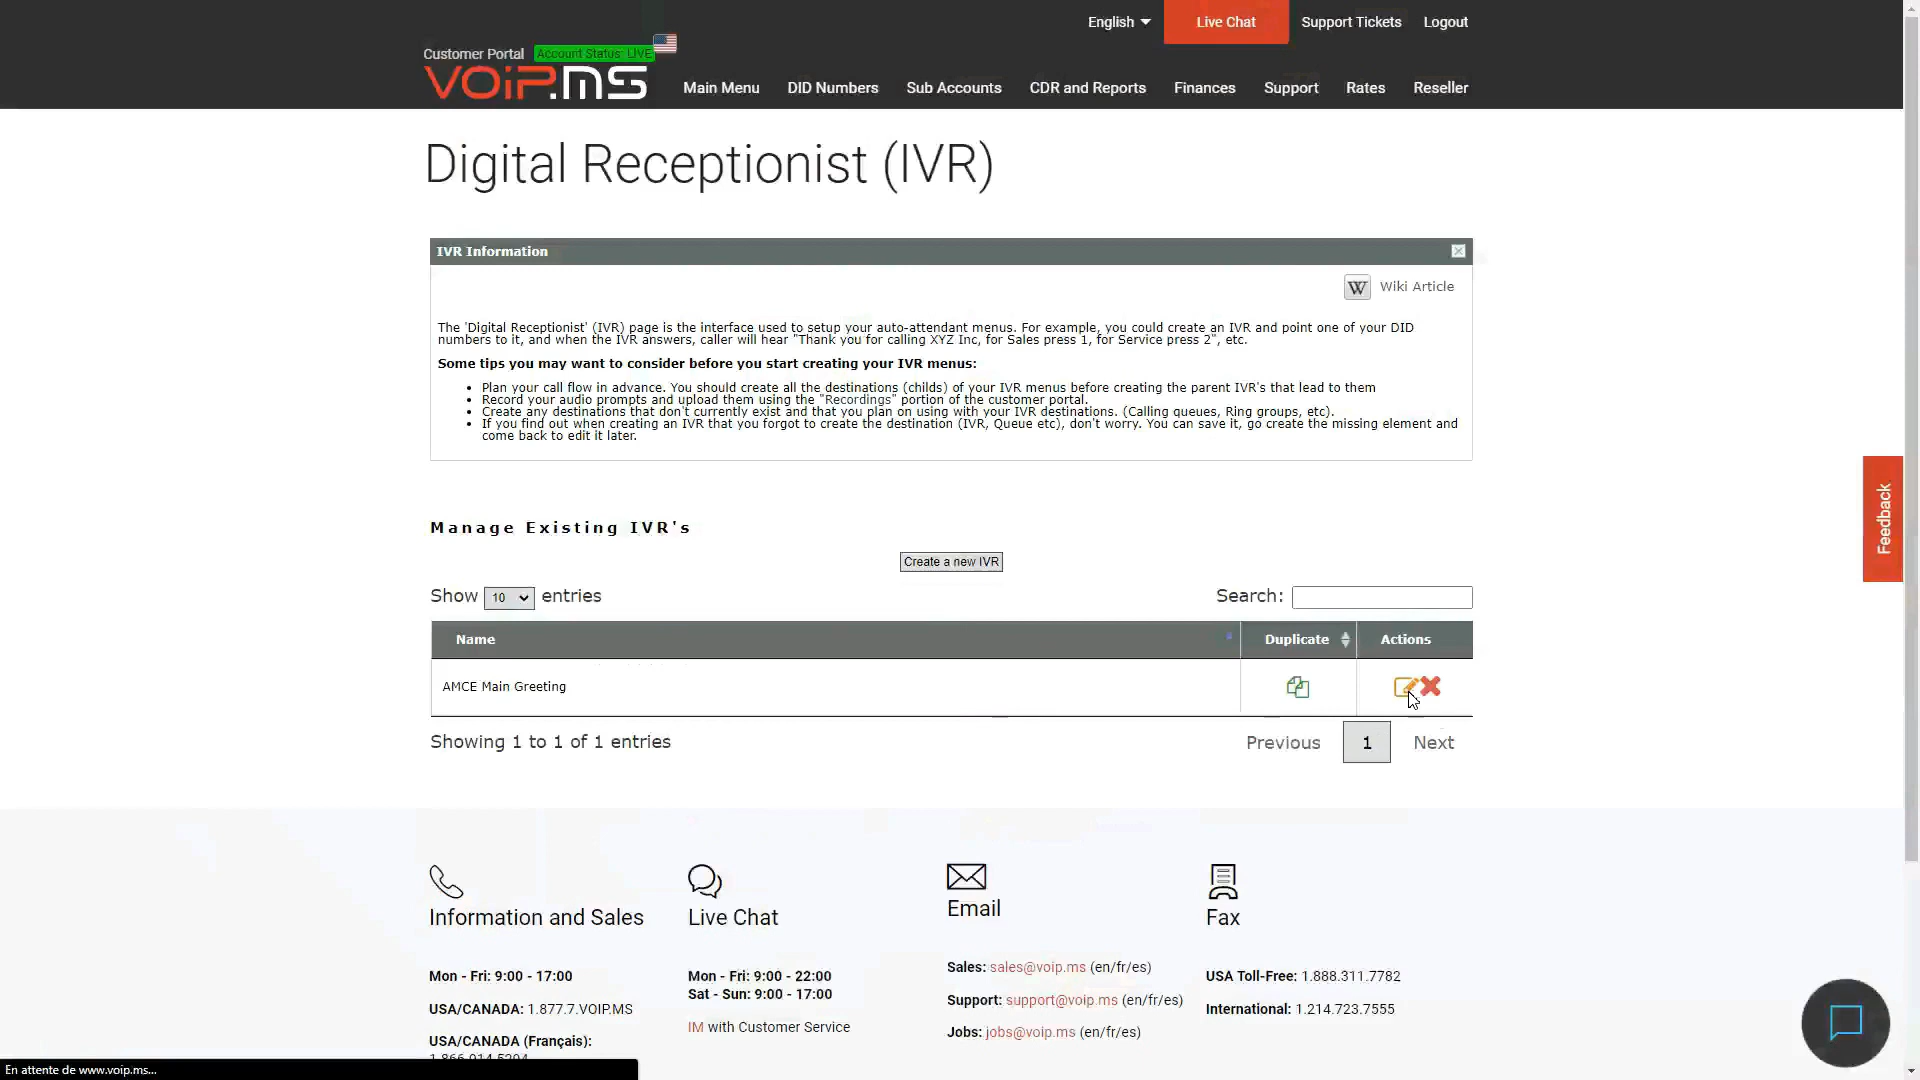 English
Live Chat
Support Tickets
Logout
Customer Portal
Account Status: LIVE
VOiP.MS
Main Menu
DID Numbers
Sub Accounts
CDR and Reports
Finances
Support
Rates
Reseller
Digital Receptionist (IVR)
IVR Information
W Wiki Article
The 'Digital Receptionist' (IVR) page is the interface used to setup your auto-attendant menus. For example, you could create an IVR and point one of your DID
numbers to it, and when the IVR answers, caller will hear "Thank you for calling XYZ Inc, for Sales press 1, for Service press 2", etc.
Some tips you may want to consider before you start creating your IVR menus:
Plan your call flow in advance. You should create all the destinations (childs) of your IVR menus before creating the parent IVR's that lead to them
Record your audio prompts and upload them using the "Recordings" portion of the customer portal.
Create any destinations that don't currently exist and that you plan on using with your IVR destinations. (Calling queues, Ring groups, etc).
If you find out when creating an IVR that you forgot to create the destination (IVR, Queue etc), don't worry. You can save it, go create the missing element and
come back to edit it later.
Feedback
Manage Existing IVR's
Create a new IVR
Show 10 entries
Search:
Name
Duplicate
Actions
AMCE Main Greeting
Showing 1 to 1 of 1 entries
Previous 1 Next
Information and Sales
Mon - Fri: 9:00 - 17:00
USA/CANADA: 1.877.7.VOIP.MS
USA/CANADA (Français):
1.866.914.5204
Live Chat
Mon - Fri: 9:00 - 22:00
Sat - Sun: 9:00 - 17:00
IM with Customer Service
Email
Sales: sales@voip.ms (en/fr/es)
Support: support@voip.ms (en/fr/es)
Jobs: jobs@voip.ms (en/fr/es)
Fax
USA Toll-Free: 1.888.311.7782
International: 1.214.723.7555
En attente de www.voip.ms...